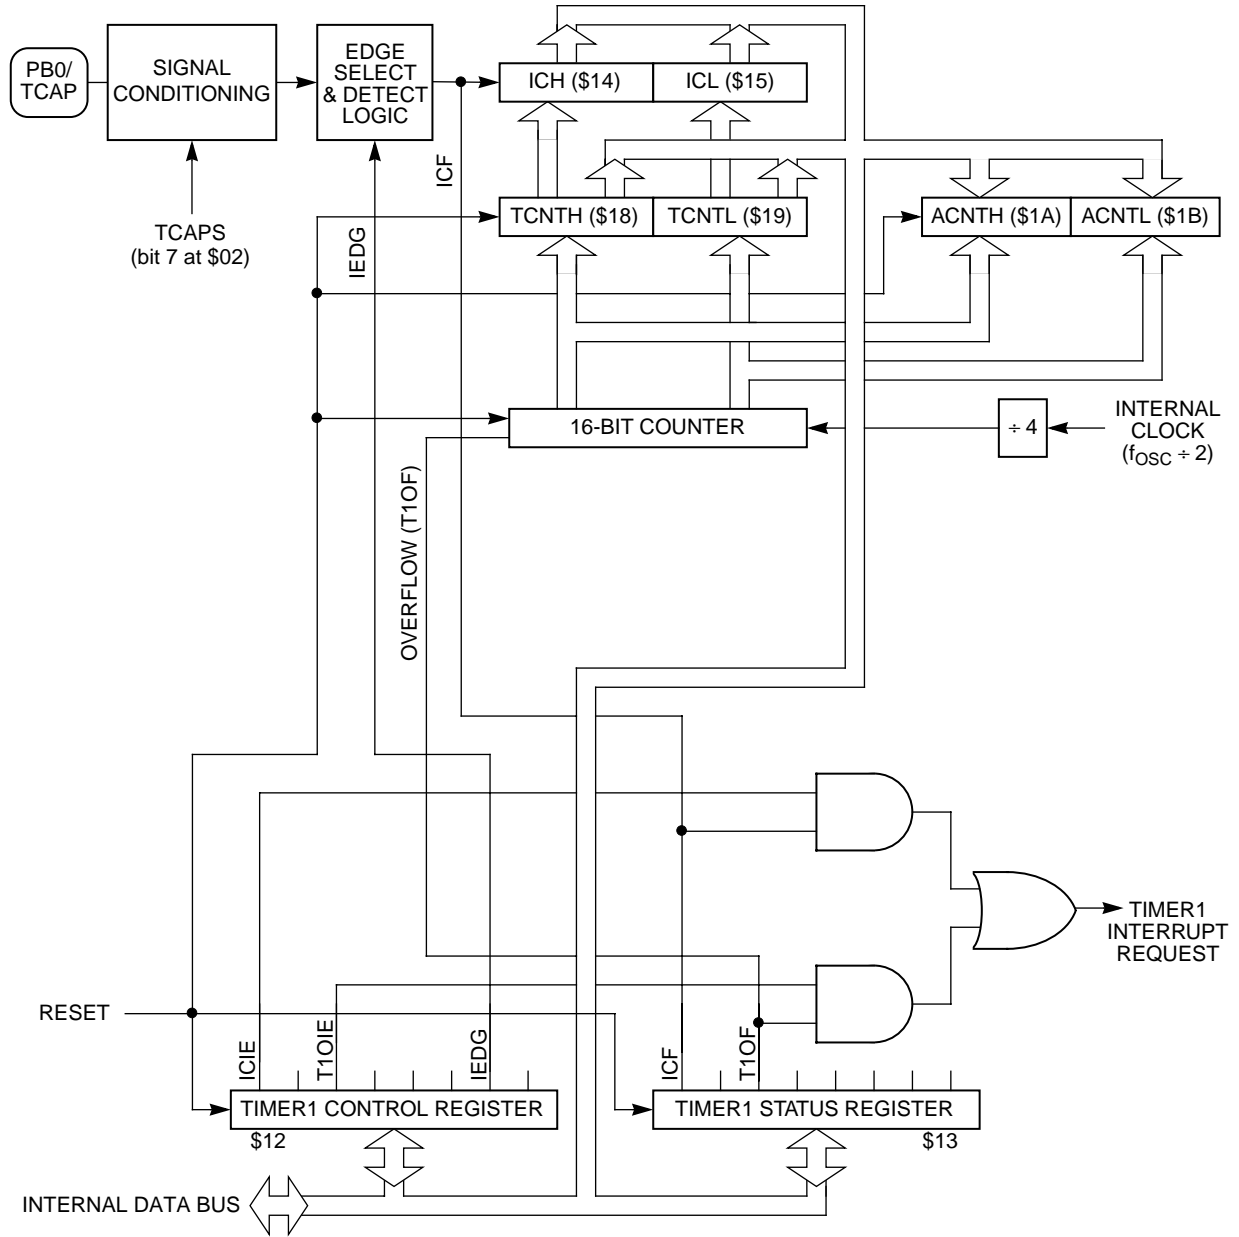 PB0/
TCAP
SIGNAL
CONDITIONING
EDGE
SELECT
& DETECT
LOGIC
ICH ($14)
ICL ($15)
ICF
TCAPS
(bit 7 at $02)
IEDG
TCNTH ($18)
TCNTL ($19)
ACNTH ($1A)
ACNTL ($1B)
16-BIT COUNTER
÷ 4
INTERNAL
CLOCK
(fOSC ÷ 2)
OVERFLOW (T1OF)
TIMER1
INTERRUPT
REQUEST
RESET
ICIE
T1OIE
IEDG
ICF
T1OF
TIMER1 CONTROL REGISTER
$12
TIMER1 STATUS REGISTER
$13
INTERNAL DATA BUS